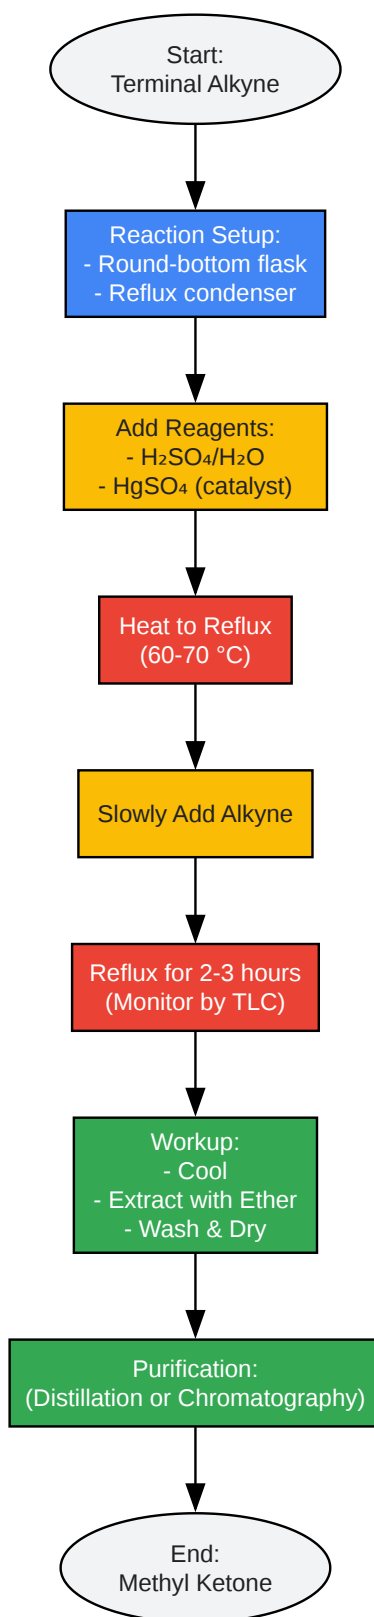 Start:
Terminal Alkyne
Reaction Setup:
- Round-bottom flask
- Reflux condenser
Add Reagents:
- H₂SO₄/H₂O
- HgSO₄ (catalyst)
Heat to Reflux
(60-70 °C)
Slowly Add Alkyne
Reflux for 2-3 hours
(Monitor by TLC)
Workup:
- Cool
- Extract with Ether
- Wash & Dry
Purification:
(Distillation or Chromatography)
End:
Methyl Ketone